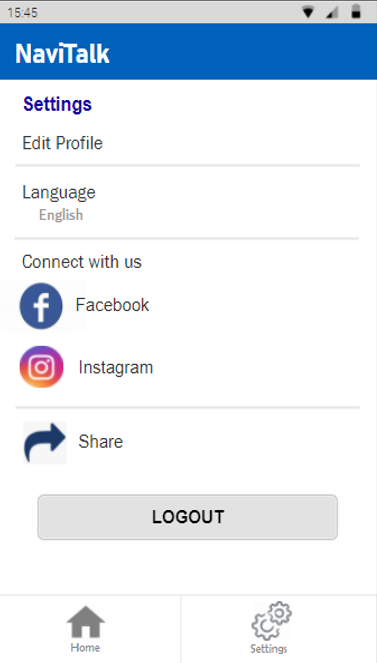 15:45
NaviTalk
Settings
Edit Profile
Language
English
Connect with us
Facebook
Instagram
Share
LOGOUT
Home
Settings